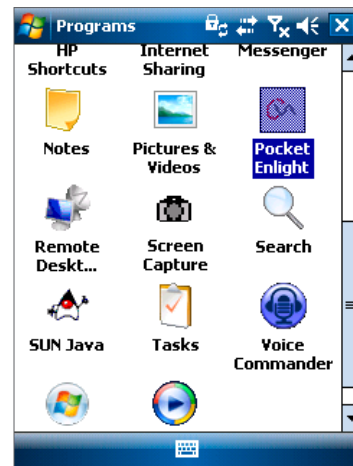 Programs
HP
Shortcuts
Internet
Sharing
Messenger
Notes
Pictures &
Videos
Pocket
Enlight
Remote
Deskt...
Screen
Capture
Search
SUN Java
Tasks
Voice
Commander